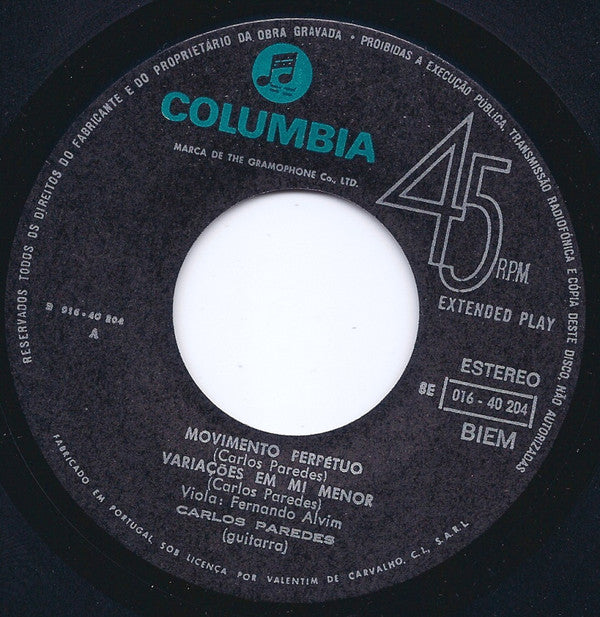 RESERVADOS TODOS OS DIREITOS DO FABRICANTE E DO PROPRIETÁRIO DA OBRA GRAVADA • PROIBIDAS A EXECUÇÃO PÚBLICA, TRANSMISSÃO RADIOFÓNICA E CÓPIA DESTE DISCO, NÃO AUTORIZADAS
COLUMBIA
MARCA DE THE GRAMOPHONE Co., LTD.
45 RPM
EXTENDED PLAY
B 016-40 204
A
ESTEREO
8E 016 - 40 204
BIEM
MOVIMENTO PERPÉTUO
(Carlos Paredes)
VARIAÇÕES EM MI MENOR
(Carlos Paredes)
Viola: Fernando Alvim
CARLOS PAREDES
(guitarra)
FABRICADO EM PORTUGAL SOB LICENÇA POR VALENTIM DE CARVALHO, C.I., S.A.R.L.